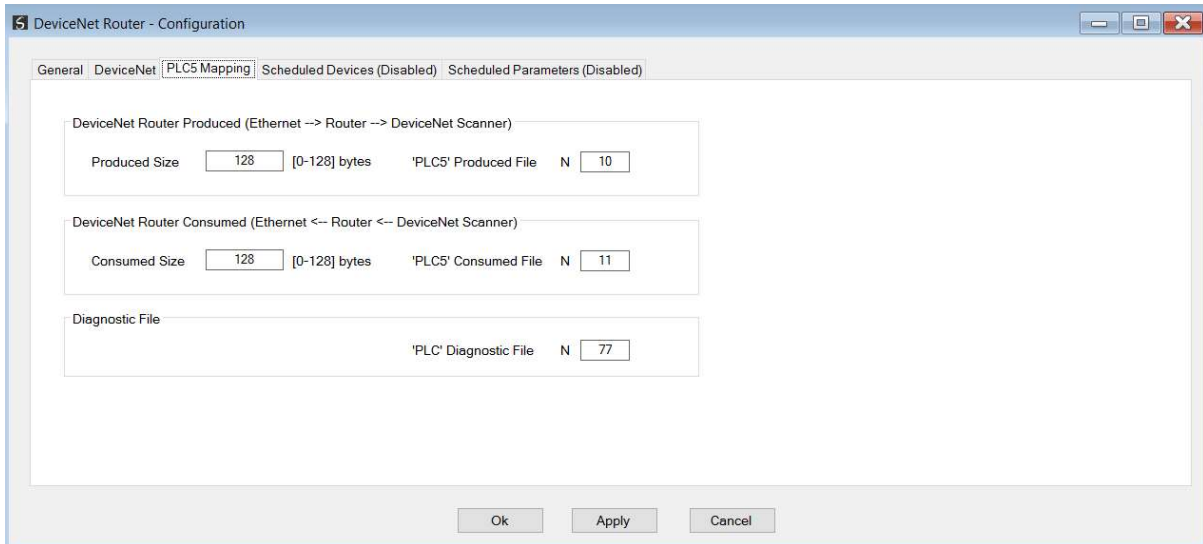 DeviceNet Router - Configuration
General DeviceNet PLC5 Mapping Scheduled Devices (Disabled) Scheduled Parameters (Disabled)
DeviceNet Router Produced (Ethernet --> Router --> DeviceNet Scanner)
Produced Size 128 [0-128] bytes 'PLC5' Produced File N 10
DeviceNet Router Consumed (Ethernet <-- Router <-- DeviceNet Scanner)
Consumed Size 128 [0-128] bytes 'PLC5' Consumed File N 11
Diagnostic File
'PLC' Diagnostic File N 77
Ok Apply Cancel